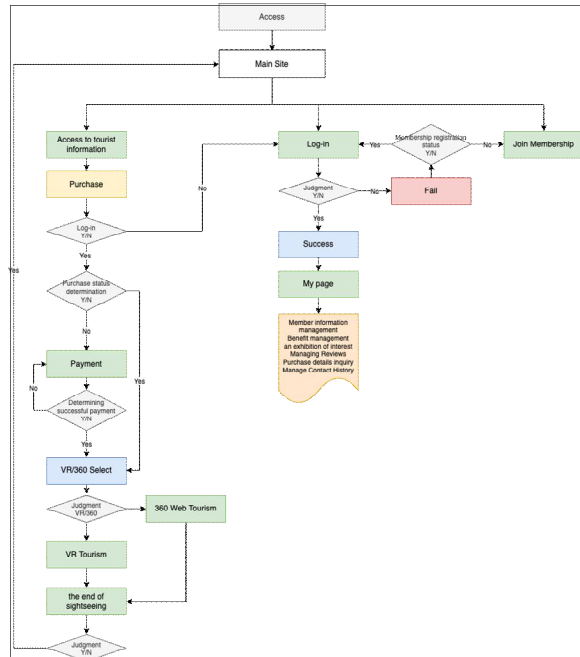 Access
Main Site
Access to tourist
information
Log-in
Yes
Membership registration
status
Y/N
No
Join Membership
Purchase
No
Judgment
Y/N
No
Fail
Log-in
Y/N
Yes
Yes
Success
Yes
Purchase status
determination
Y/N
My page
No
Member information
management
Benefit management
an exhibition of interest
Managing Reviews
Purchase details inquiry
Manage Contact History
Payment
Yes
No
Determining
successful payment
Y/N
Yes
VR/360 Select
Judgment
VR/360
360 Web Tourism
VR Tourism
the end of
sightseeing
Judgment
Y/N